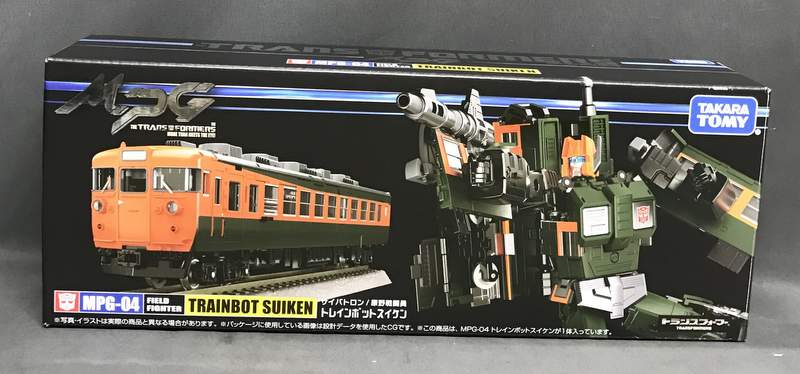 TRAINBOT SUIKEN
MPG
THE TRANSFORMERS
MORE THAN MEETS THE EYE
TAKARA
TOMY
サイバトロン/原野戦闘員
MPG-04
FIELD
FIGHTER
TRAINBOT SUIKEN
トレインボットスイケン
トランスフォーマー
TRANSFORMERS
※写真・イラストは実際の商品と異なる場合があります。 ※パッケージに使用している画像は設計データを使用したCGです。 ※この商品は、MPG-04 トレインボットスイケンが1体入っています。